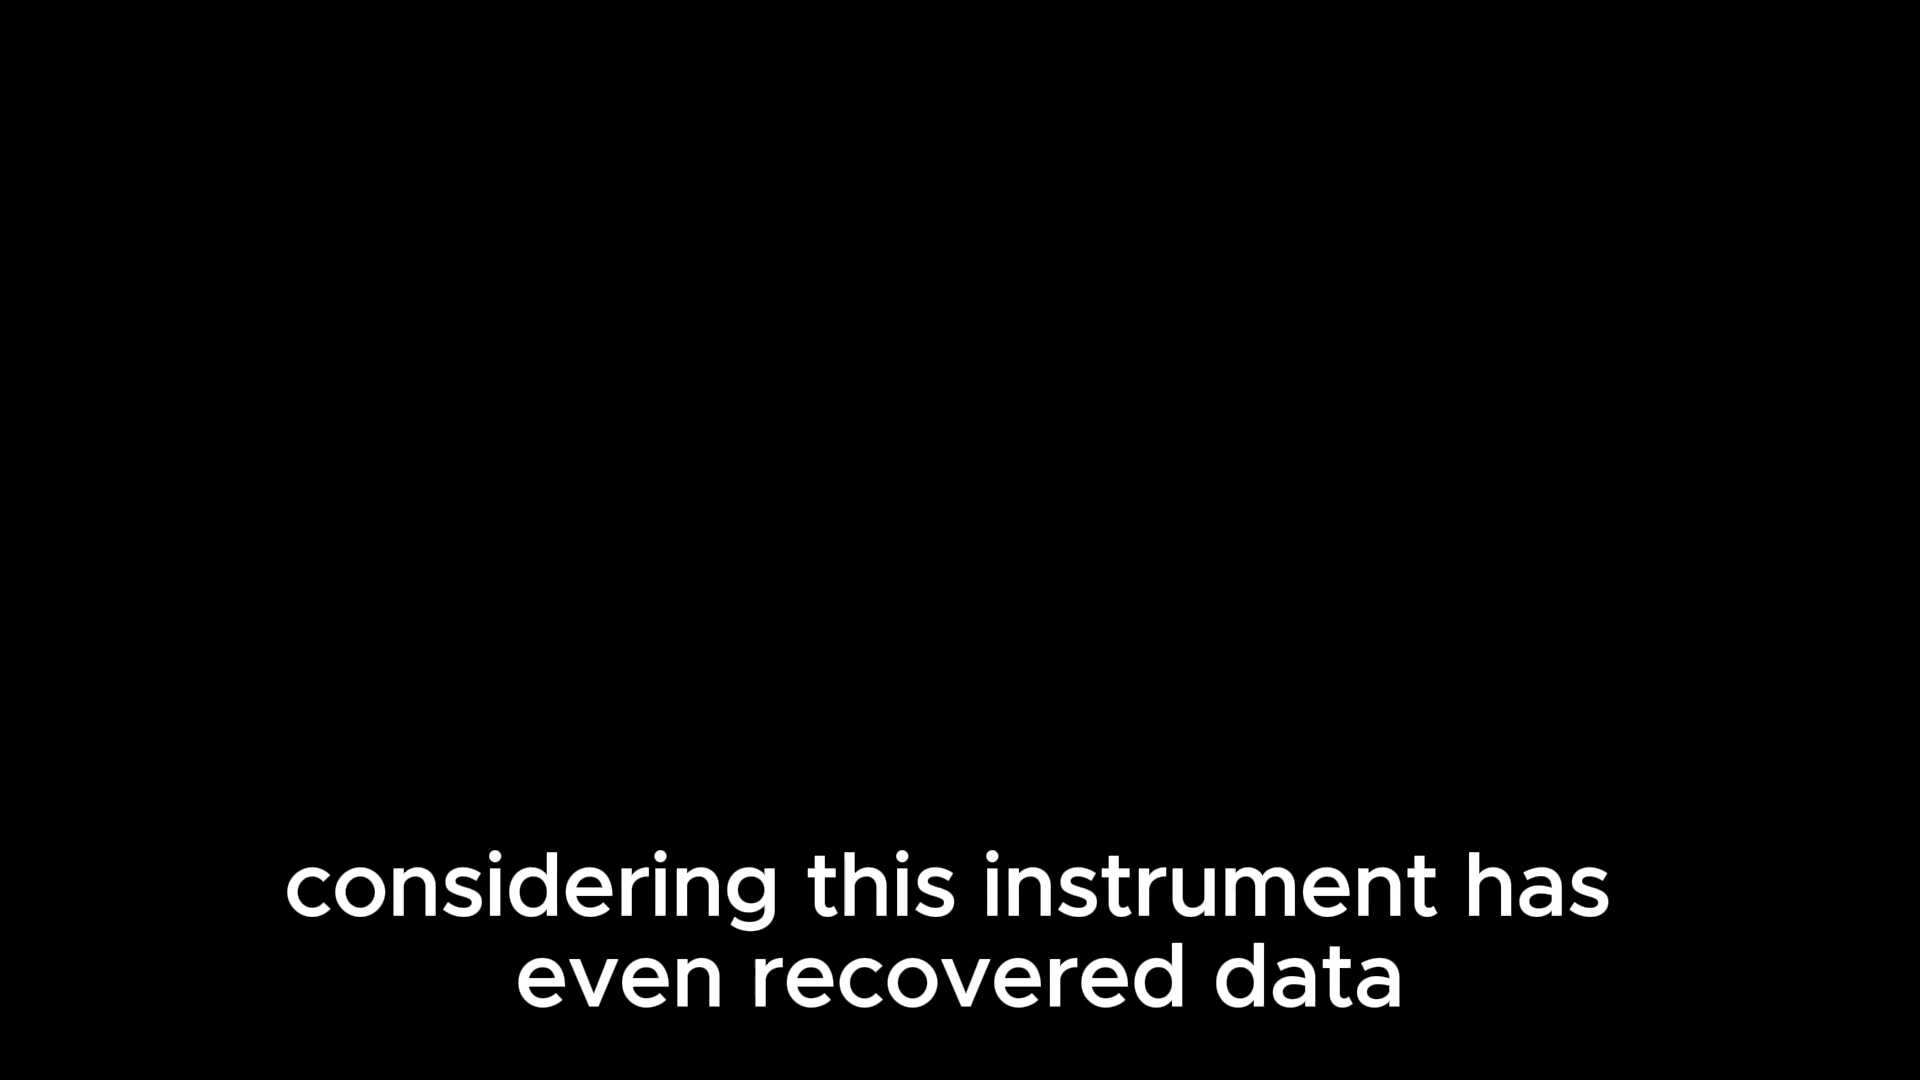 considering this instrument has
even recovered data